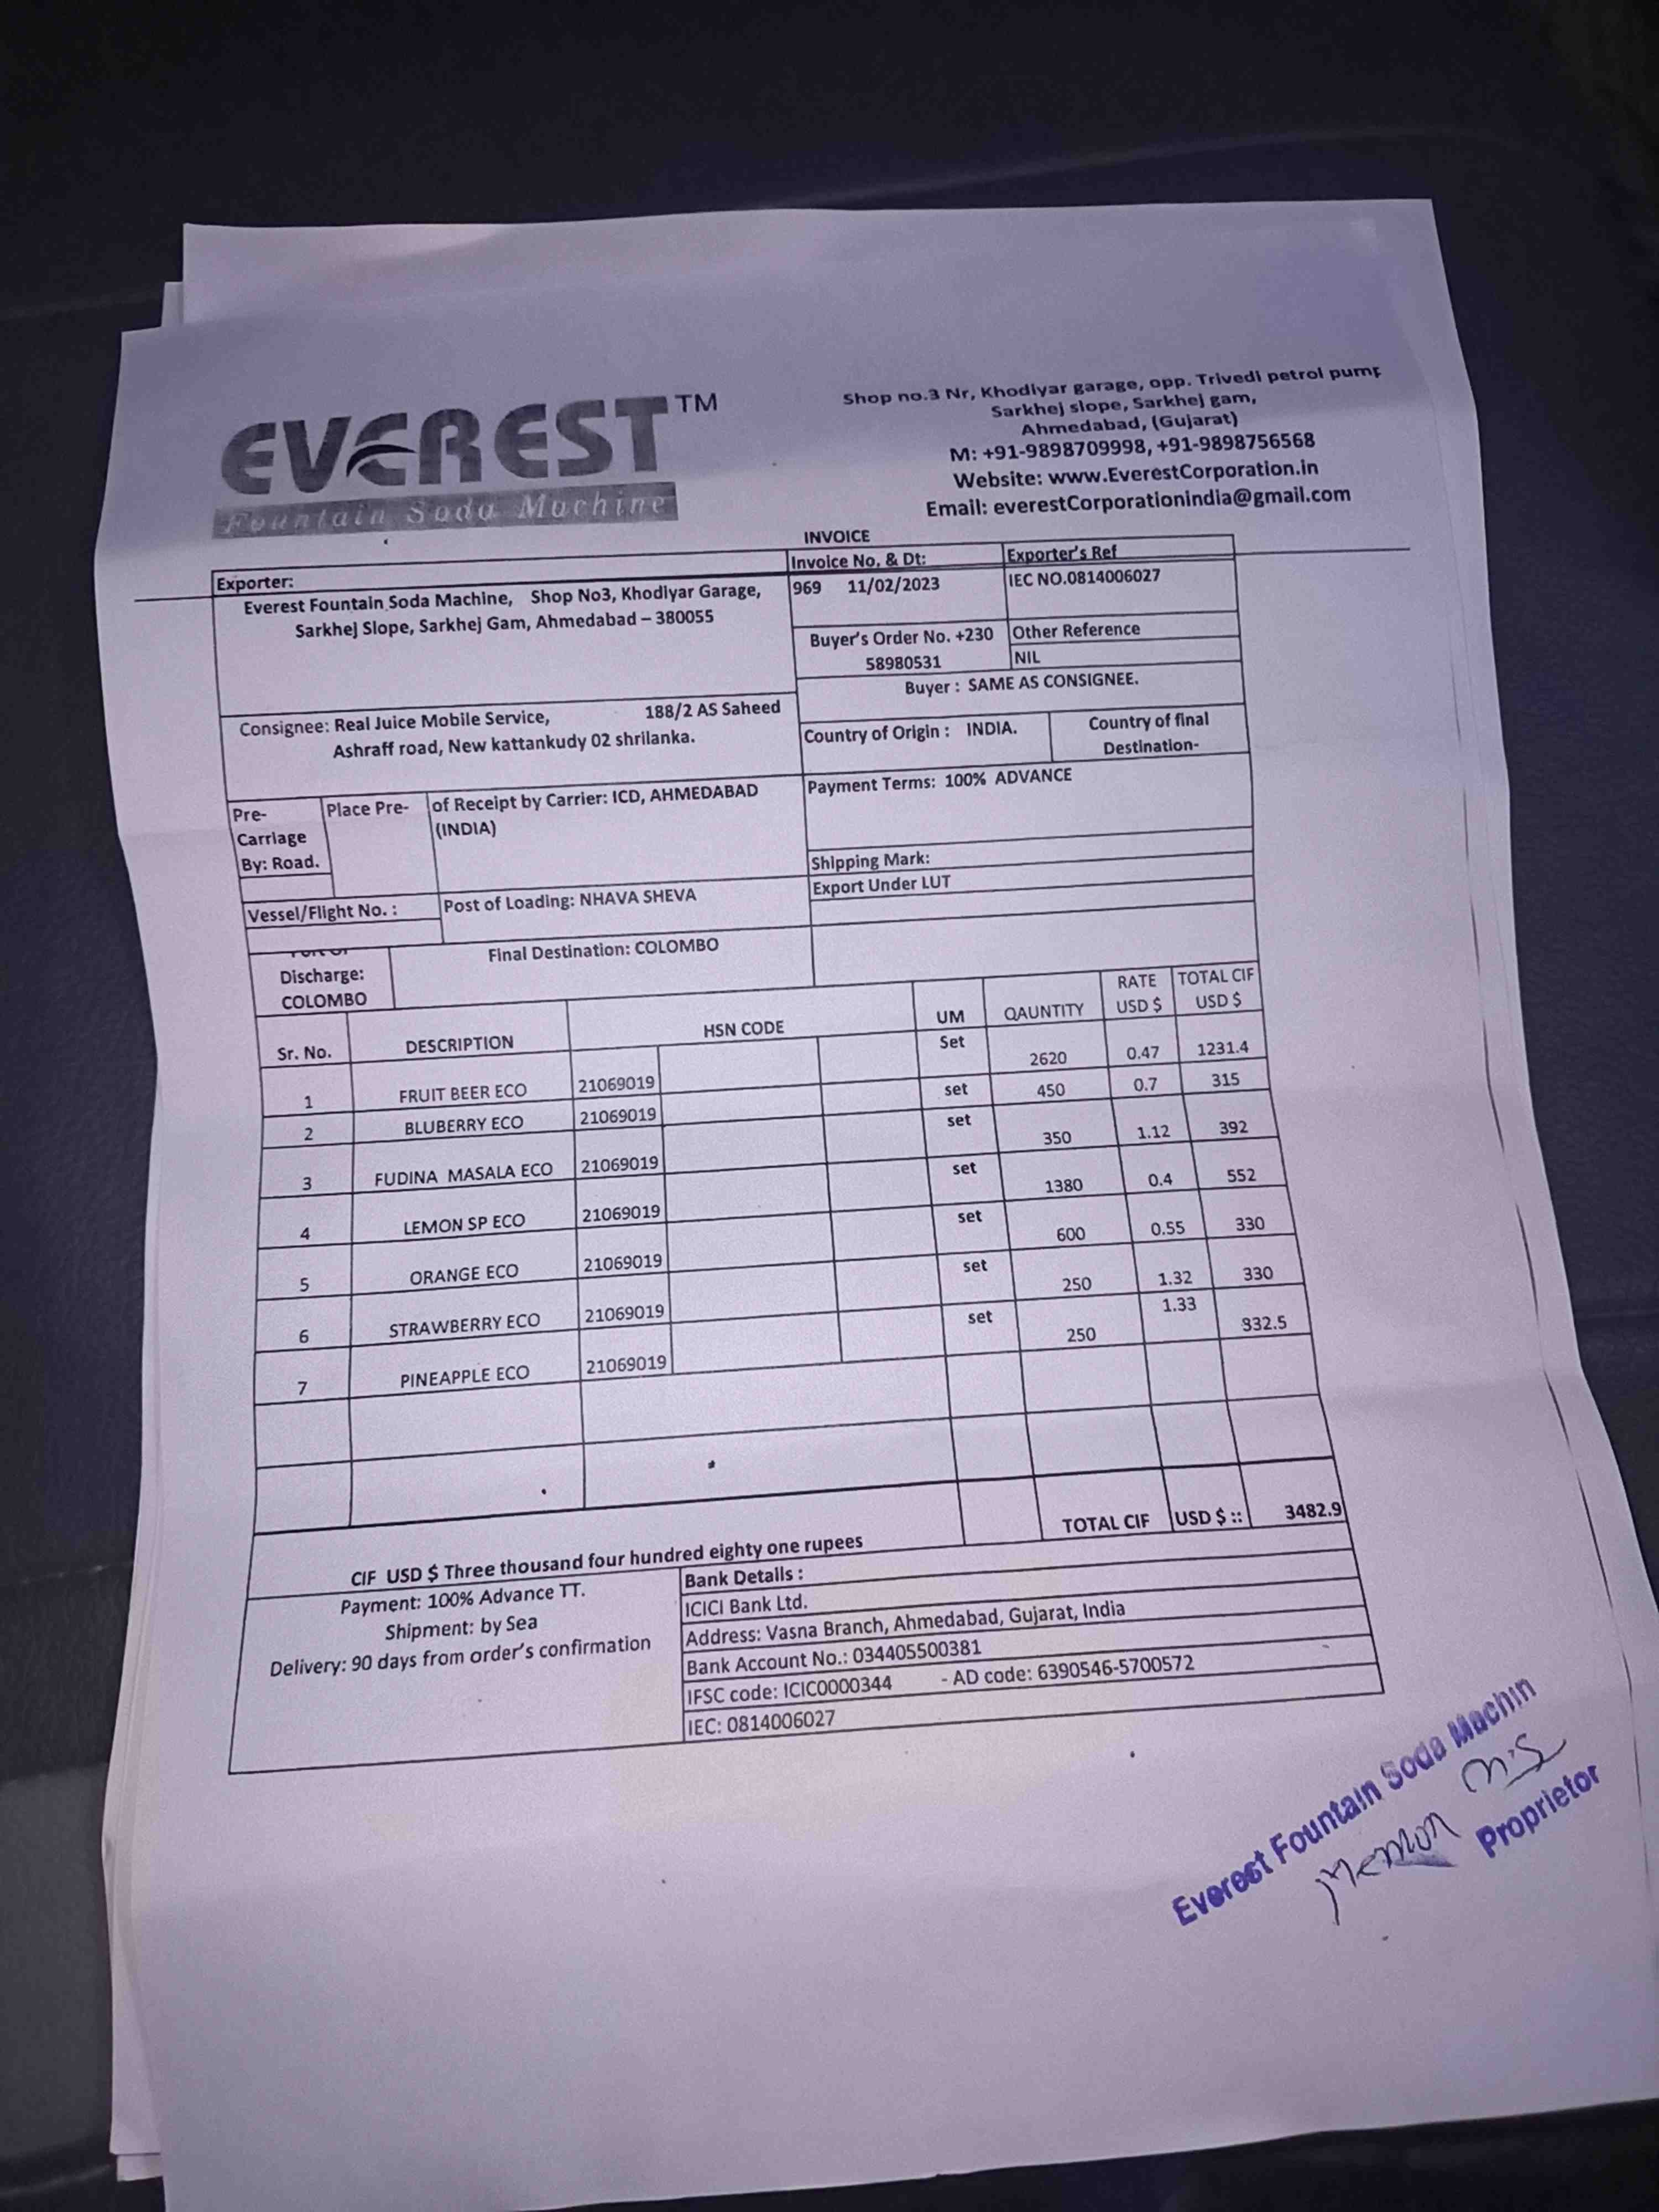 EVEREST TM
Fountain Soda Machine
Shop no.3 Nr, Khodiyar garage, opp. Trivedi petrol pump
Sarkhej slope, Sarkhej gam,
Ahmedabad, (Gujarat)
M: +91-9898709998, +91-9898756568
Website: www.EverestCorporation.in
Email: everestCorporationindia@gmail.com
INVOICE
Exporter:
Everest Fountain Soda Machine, Shop No3, Khodiyar Garage,
Sarkhej Slope, Sarkhej Gam, Ahmedabad – 380055
Invoice No, & Dt:
969 11/02/2023
Exporter's Ref
IEC NO.0814006027
Buyer's Order No. +230
58980531
Other Reference
NIL
Buyer : SAME AS CONSIGNEE.
Consignee: Real Juice Mobile Service, 188/2 AS Saheed
Ashraff road, New kattankudy 02 shrilanka.
Country of Origin : INDIA.
Country of final
Destination-
Pre-
Carriage
By: Road.
Place Pre-
of Receipt by Carrier: ICD, AHMEDABAD
(INDIA)
Payment Terms: 100% ADVANCE
Shipping Mark:
Export Under LUT
Vessel/Flight No. :
Post of Loading: NHAVA SHEVA
Discharge:
COLOMBO
Final Destination: COLOMBO
Sr. No. DESCRIPTION HSN CODE UM QAUNTITY RATE USD $ TOTAL CIF USD $
1 FRUIT BEER ECO 21069019 Set 2620 0.47 1231.4
2 BLUBERRY ECO 21069019 set 450 0.7 315
3 FUDINA MASALA ECO 21069019 set 350 1.12 392
4 LEMON SP ECO 21069019 set 1380 0.4 552
5 ORANGE ECO 21069019 set 600 0.55 330
6 STRAWBERRY ECO 21069019 set 250 1.32 330
7 PINEAPPLE ECO 21069019 set 250 1.33 332.5
TOTAL CIF USD $ :: 3482.9
CIF USD $ Three thousand four hundred eighty one rupees
Payment: 100% Advance TT.
Shipment: by Sea
Delivery: 90 days from order's confirmation
Bank Details :
ICICI Bank Ltd.
Address: Vasna Branch, Ahmedabad, Gujarat, India
Bank Account No.: 034405500381
IFSC code: ICIC0000344 - AD code: 6390546-5700572
IEC: 0814006027
Everest Fountain Soda Machin
Memon
Proprietor